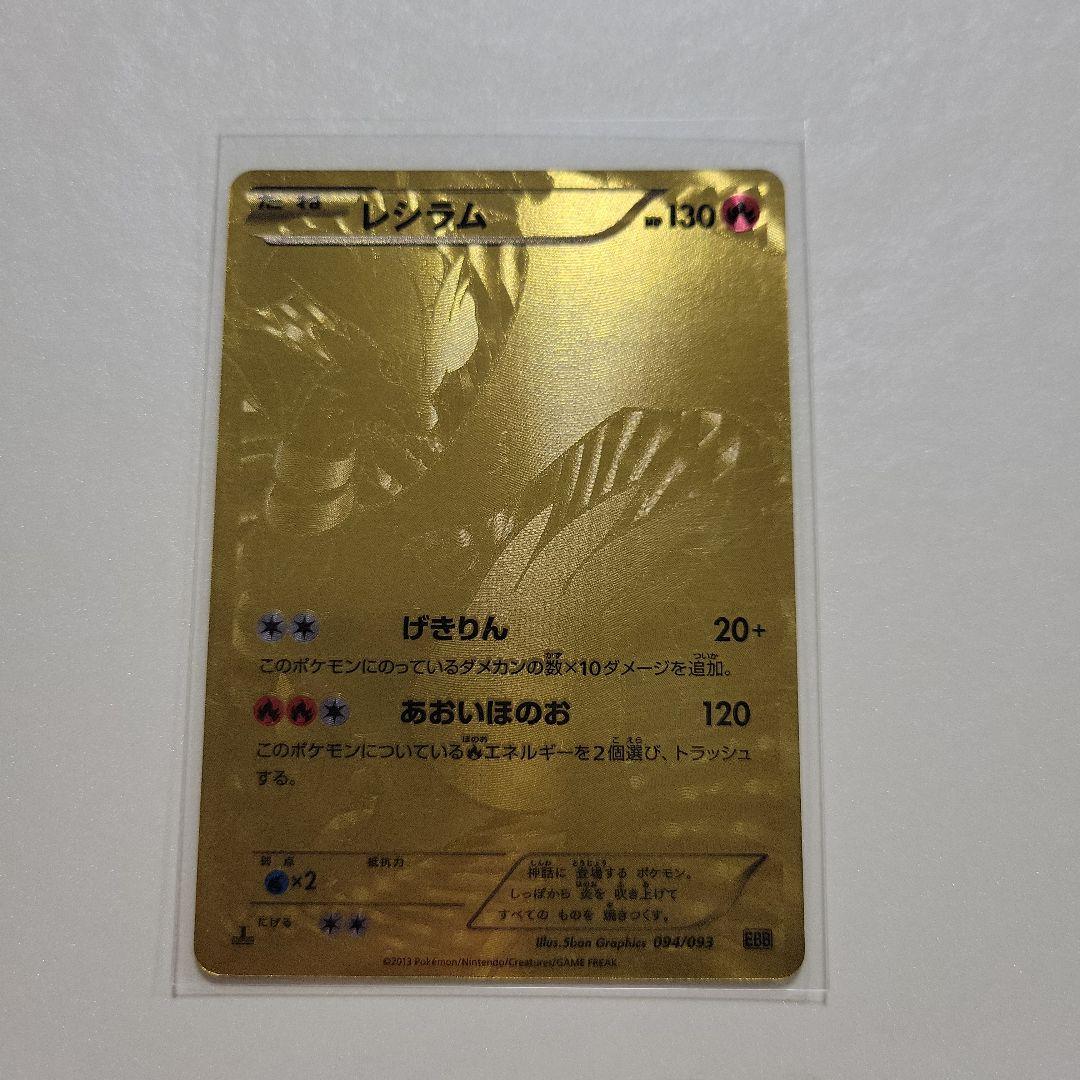 たね レシラム HP 130
げきりん 20+
このポケモンにのっているダメカンの数×10ダメージを追加。
あおいほのお 120
このポケモンについているエネルギーを2個選び、トラッシュ
する。
弱点 抵抗力
×2
にげる
神話に 登場する ポケモン。
しっぽから 炎を 吹き上げて
すべての ものを 焼きつくす。
Illus. 5ban Graphics 094/093 EBB
©2013 Pokémon/Nintendo/Creatures/GAME FREAK